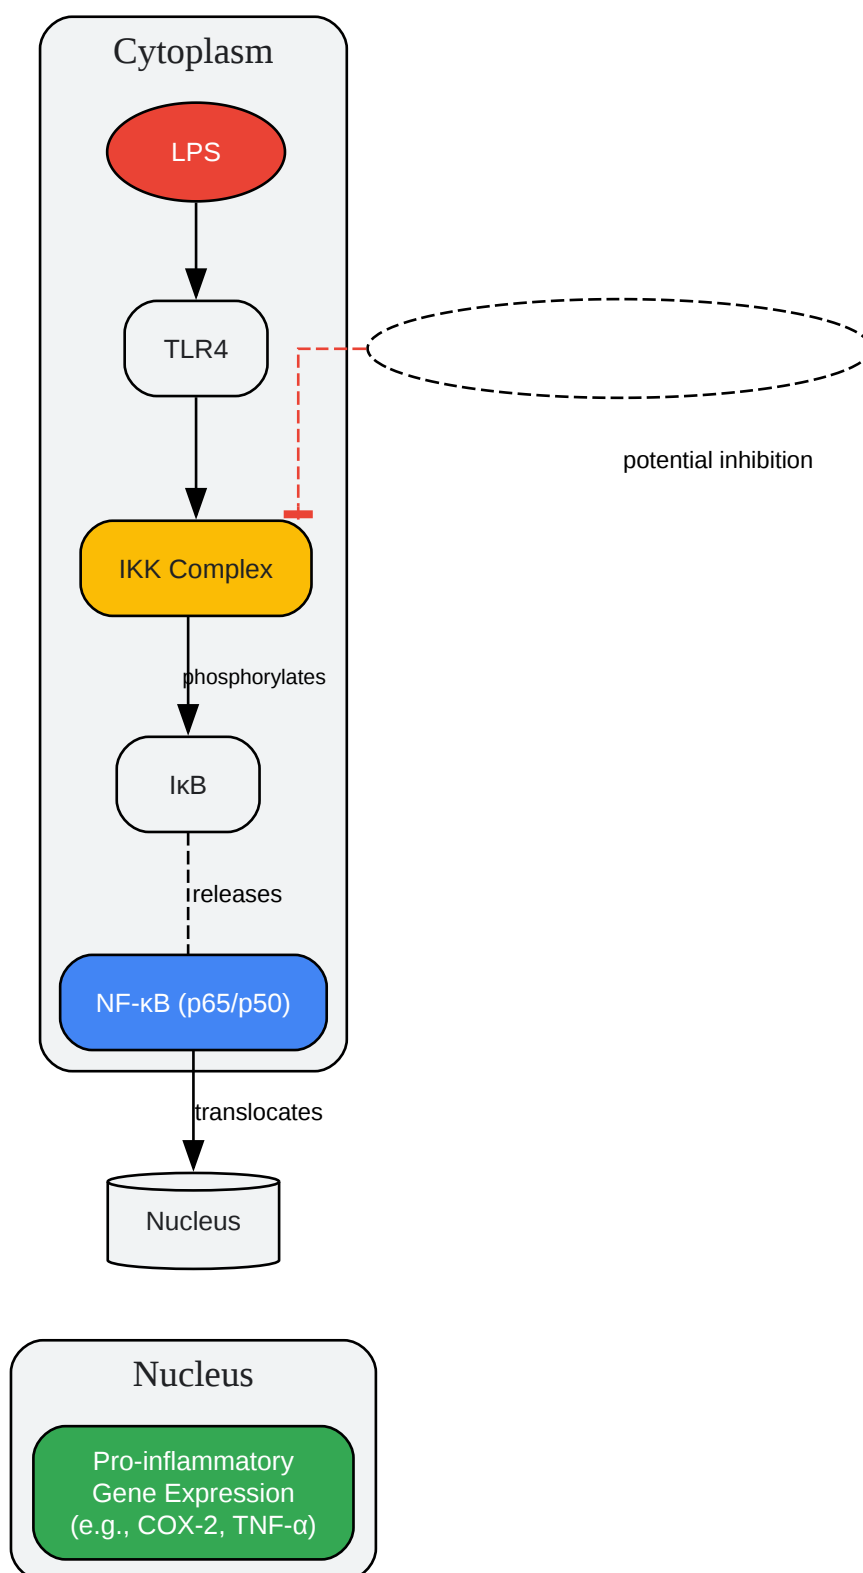 Cytoplasm
LPS
TLR4
potential inhibition
IKK Complex
phosphorylates
IκB
releases
NF-κB (p65/p50)
translocates
Nucleus
Nucleus
Pro-inflammatory
Gene Expression
(e.g., COX-2, TNF-α)